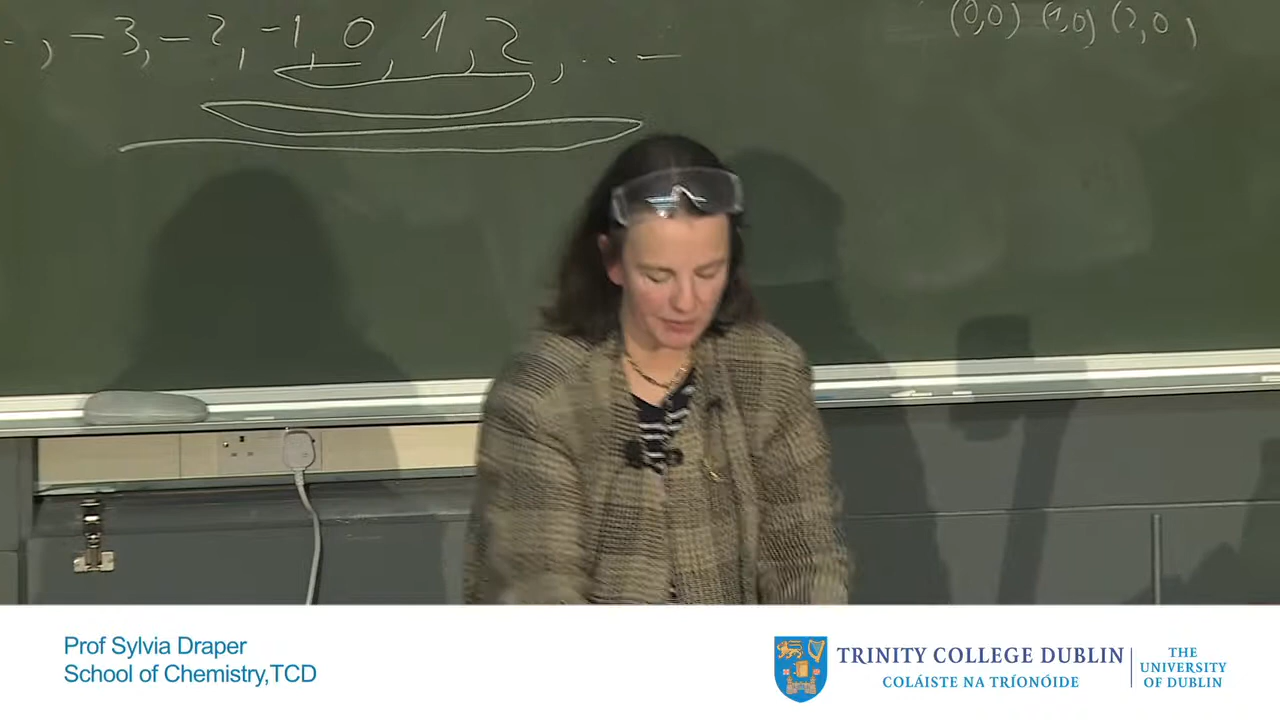 -, -3, -2, -1, 0, 1, 2, ...
(0,0) (1,0) (2,0)
Prof Sylvia Draper
School of Chemistry,TCD
TRINITY COLLEGE DUBLIN
COLÁISTE NA TRÍONÓIDE
THE
UNIVERSITY
OF DUBLIN